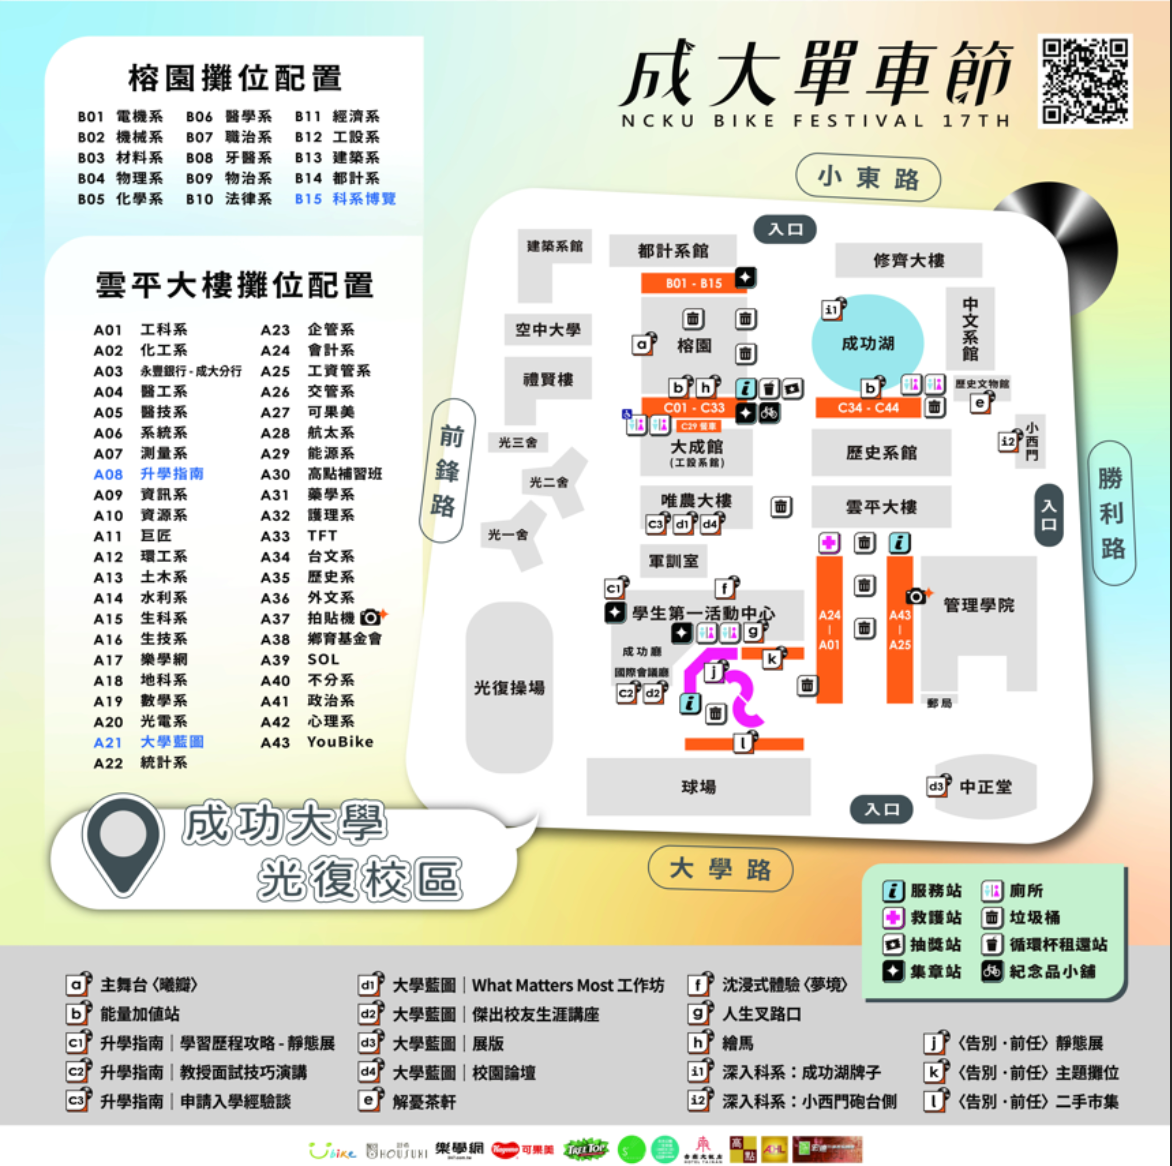 成大單車節
NCKU BIKE FESTIVAL 17TH
榕園攤位配置
B01 電機系 B06 醫學系 B11 經濟系
B02 機械系 B07 職治系 B12 工設系
B03 材料系 B08 牙醫系 B13 建築系
B04 物理系 B09 物治系 B14 都計系
B05 化學系 B10 法律系 B15 科系博覽
雲平大樓攤位配置
A01 工科系 A23 企管系
A02 化工系 A24 會計系
A03 永豐銀行-成大分行 A25 工資管系
A04 醫工系 A26 交管系
A05 醫技系 A27 可果美
A06 系統系 A28 航太系
A07 測量系 A29 能源系
A08 升學指南 A30 高點補習班
A09 資訊系 A31 藥學系
A10 資源系 A32 護理系
A11 巨匠 A33 TFT
A12 環工系 A34 台文系
A13 土木系 A35 歷史系
A14 水利系 A36 外文系
A15 生科系 A37 拍貼機
A16 生技系 A38 鄉育基金會
A17 樂學網 A39 SOL
A18 地科系 A40 不分系
A19 數學系 A41 政治系
A20 光電系 A42 心理系
A21 大學藍圖 A43 YouBike
A22 統計系
小東路
入口
建築系館
都計系館
修齊大樓
B01 - B15
i1
中文系館
空中大學
a
榕園
成功湖
禮賢樓
b
h
b
歷史文物館
C01 - C33
C34 - C44
e
C29 餐車
前鋒路
光三舍
大成館
(工設系館)
歷史系館
i2
小西門
勝利路
入口
光二舍
唯農大樓
雲平大樓
C3 d1 d4
光一舍
軍訓室
C1
f
學生第一活動中心
g
A24
|
A01
A43
|
A25
管理學院
成功廳
國際會議廳
k
j
C2 d2
光復操場
郵局
l
球場
d3
中正堂
入口
大學路
成功大學
光復校區
服務站 廁所
救護站 垃圾桶
抽獎站 循環杯租還站
集章站 紀念品小舖
a 主舞台〈曦瓣〉
b 能量加值站
C1 升學指南｜學習歷程攻略-靜態展
C2 升學指南｜教授面試技巧演講
C3 升學指南｜申請入學經驗談
d1 大學藍圖｜What Matters Most 工作坊
d2 大學藍圖｜傑出校友生涯講座
d3 大學藍圖｜展版
d4 大學藍圖｜校園論壇
e 解憂茶軒
f 沈浸式體驗〈夢境〉
g 人生叉路口
h 繪馬
i1 深入科系：成功湖牌子
i2 深入科系：小西門砲台側
j 〈告別·前任〉靜態展
k 〈告別·前任〉主題攤位
l 〈告別·前任〉二手市集
Ubike
樂學網
可果美
TREE TOP
高點